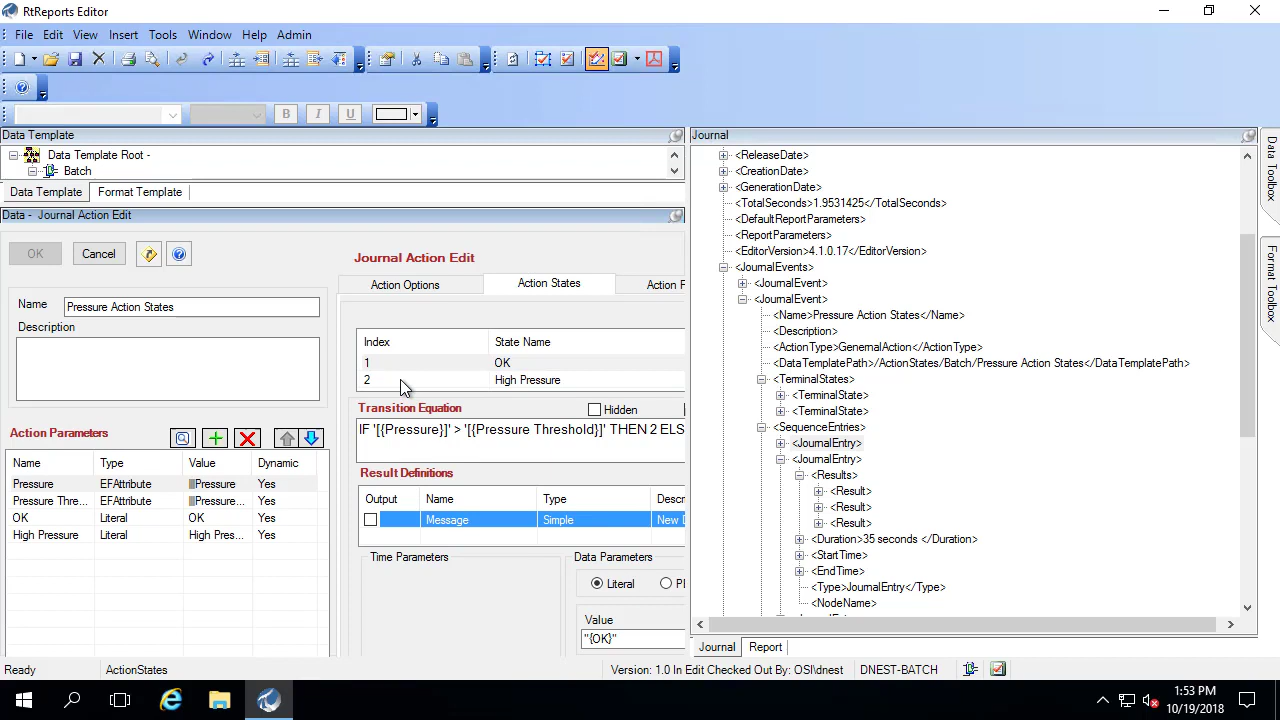 RtReports Editor
File Edit View Insert Tools Window Help Admin
B I U
Data Template
Data Template Root -
Batch
Data Template Format Template
Data - Journal Action Edit
OK Cancel
Name Pressure Action States
Description
Action Parameters
Name Type Value Dynamic
Pressure EFAttribute Pressure Yes
Pressure Thre... EFAttribute Pressure... Yes
OK Literal OK Yes
High Pressure Literal High Pres... Yes
Journal Action Edit
Action Options Action States Action F
Index State Name
1 OK
2 High Pressure
Transition Equation Hidden
IF '[{Pressure}]' > '[{Pressure Threshold}]' THEN 2 ELS
Result Definitions
Output Name Type Descr
Message Simple New D
Time Parameters Data Parameters
Literal PI
Value
"{OK}"
Journal
<ReleaseDate>
<CreationDate>
<GenerationDate>
<TotalSeconds>1.9531425</TotalSeconds>
<DefaultReportParameters>
<ReportParameters>
<EditorVersion>4.1.0.17</EditorVersion>
<JournalEvents>
<JournalEvent>
<JournalEvent>
<Name>Pressure Action States</Name>
<Description>
<ActionType>GenernalAction</ActionType>
<DataTemplatePath>/ActionStates/Batch/Pressure Action States</DataTemplatePath>
<TerminalStates>
<TerminalState>
<TerminalState>
<SequenceEntries>
<JournalEntry>
<JournalEntry>
<Results>
<Result>
<Result>
<Result>
<Duration>35 seconds </Duration>
<StartTime>
<EndTime>
<Type>JournalEntry</Type>
<NodeName>
Journal Report
Data Toolbox
Format Toolbox
Ready ActionStates Version: 1.0 In Edit Checked Out By: OSI\dnest DNEST-BATCH
1:53 PM
10/19/2018